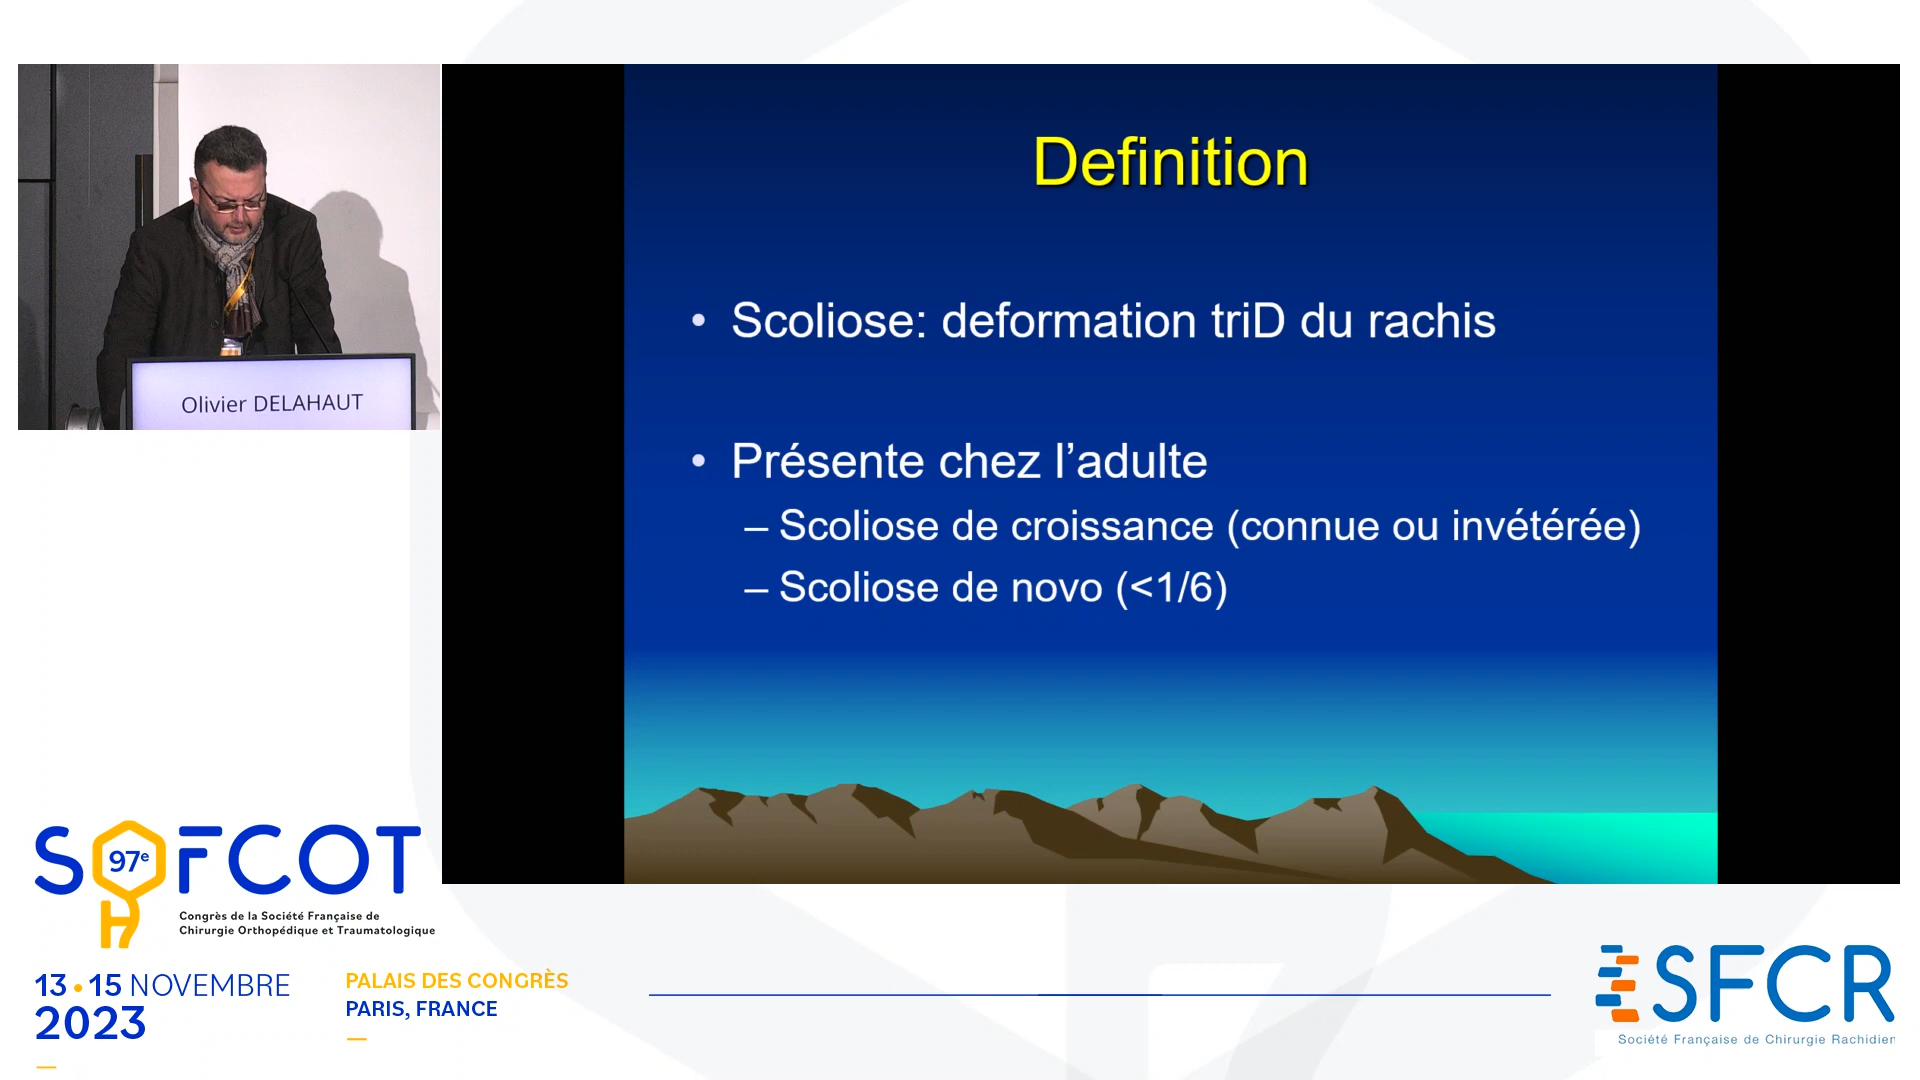 Definition
• Scoliose: deformation triD du rachis
• Présente chez l’adulte
– Scoliose de croissance (connue ou invétérée)
– Scoliose de novo (<1/6)
Olivier DELAHAUT
SOFCOT
97e
Congrès de la Société Française de
Chirurgie Orthopédique et Traumatologique
13 • 15 NOVEMBRE
2023
PALAIS DES CONGRÈS
PARIS, FRANCE
SFCR
Société Française de Chirurgie Rachidien